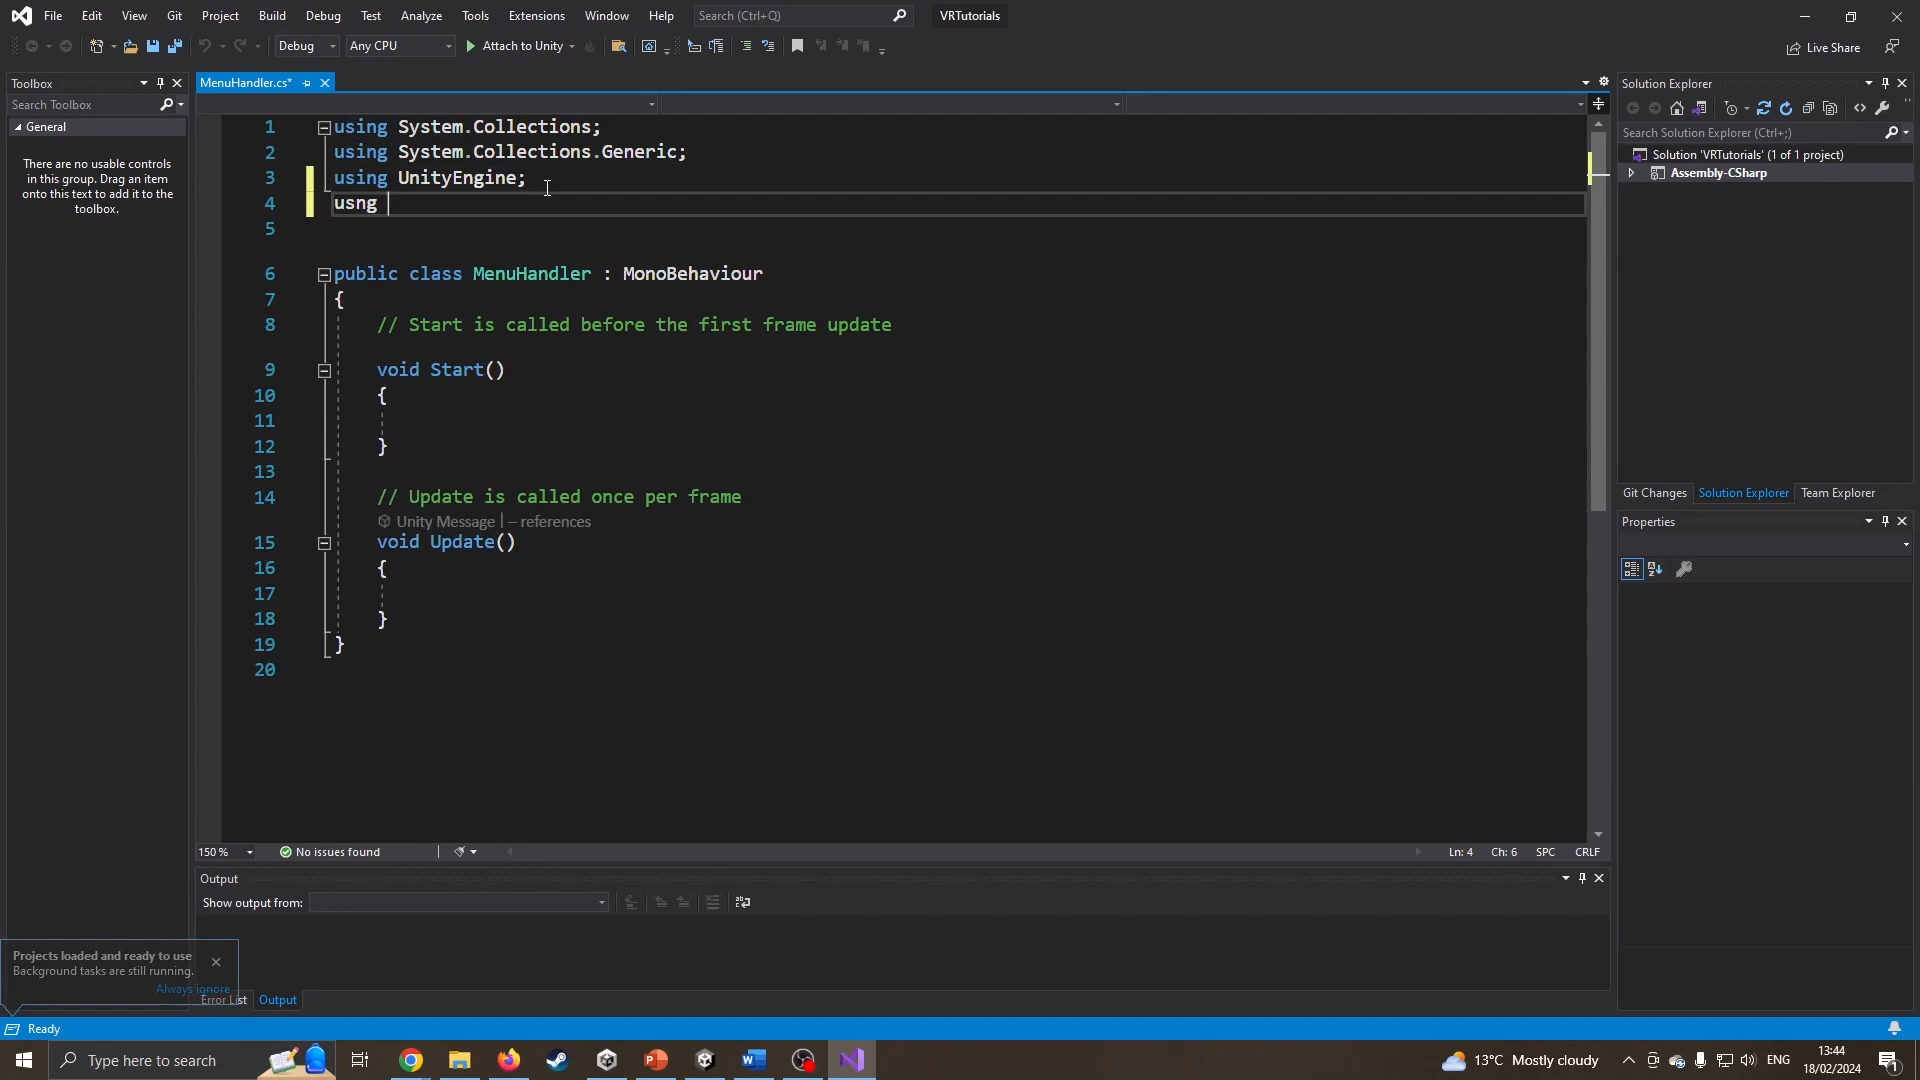 File Edit View Git Project Build Debug Test Analyze Tools Extensions Window Help Search (Ctrl+Q) VRTutorials
Debug Any CPU Attach to Unity Live Share
Toolbox
Search Toolbox
General
There are no usable controls
in this group. Drag an item
onto this text to add it to the
toolbox.
MenuHandler.cs*
1 using System.Collections;
2 using System.Collections.Generic;
3 using UnityEngine;
4 usng
5
6 public class MenuHandler : MonoBehaviour
7 {
8 // Start is called before the first frame update
9 void Start()
10 {
11
12 }
13
14 // Update is called once per frame
Unity Message | – references
15 void Update()
16 {
17
18 }
19 }
20
150 % No issues found Ln: 4 Ch: 6 SPC CRLF
Output
Show output from:
Error List Output
Solution Explorer
Search Solution Explorer (Ctrl+;)
Solution 'VRTutorials' (1 of 1 project)
Assembly-CSharp
Git Changes Solution Explorer Team Explorer
Properties
Projects loaded and ready to use
Background tasks are still running.
Always ignore
Ready
Type here to search
13°C Mostly cloudy ENG
13:44
18/02/2024
1